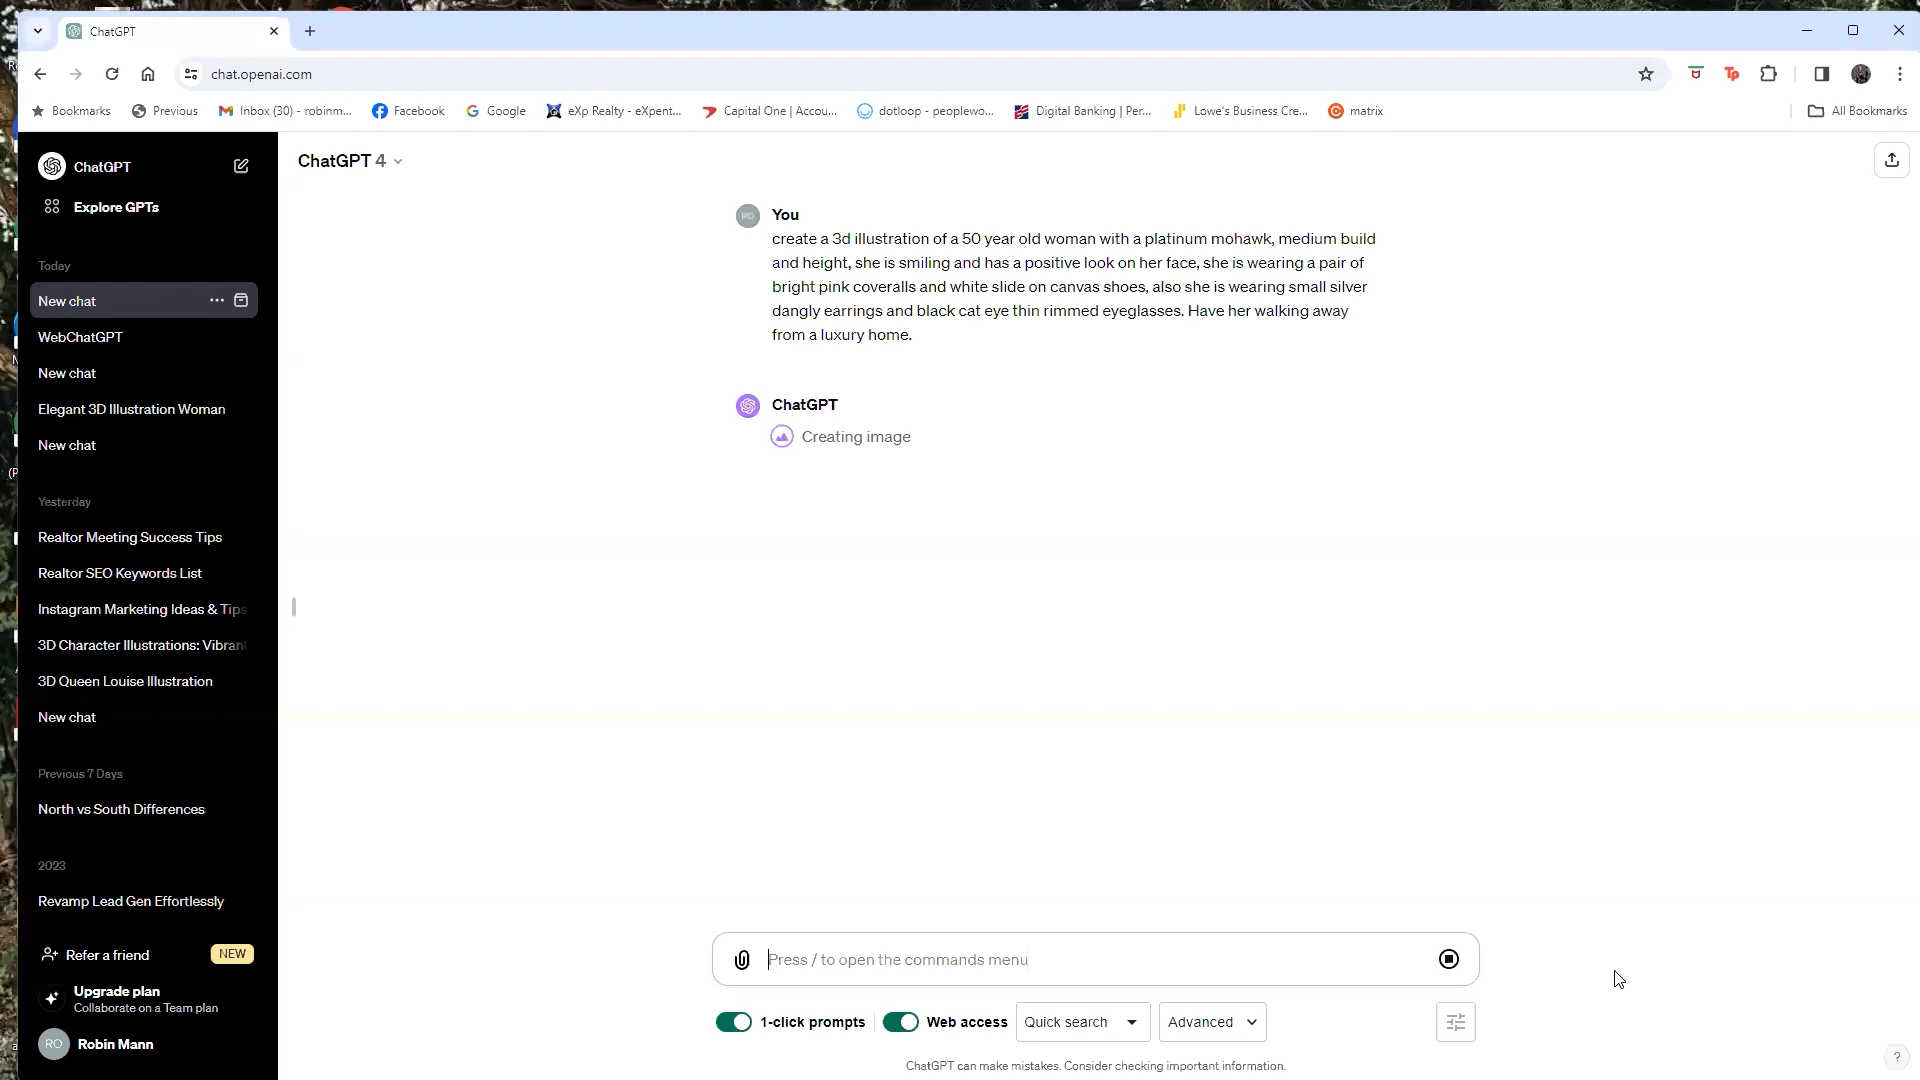 ChatGPT
chat.openai.com
Bookmarks
Previous
Inbox (30) - robinm...
Facebook
Google
eXp Realty - eXpent...
Capital One | Accou...
dotloop - peoplewo...
Digital Banking | Per...
Lowe's Business Cre...
matrix
All Bookmarks
ChatGPT
Explore GPTs
Today
New chat
WebChatGPT
New chat
Elegant 3D Illustration Woman
New chat
Yesterday
Realtor Meeting Success Tips
Realtor SEO Keywords List
Instagram Marketing Ideas & Tips
3D Character Illustrations: Vibran
3D Queen Louise Illustration
New chat
Previous 7 Days
North vs South Differences
2023
Revamp Lead Gen Effortlessly
Refer a friend
NEW
Upgrade plan
Collaborate on a Team plan
RO
Robin Mann
ChatGPT 4
RO
You
create a 3d illustration of a 50 year old woman with a platinum mohawk, medium build
and height, she is smiling and has a positive look on her face, she is wearing a pair of
bright pink coveralls and white slide on canvas shoes, also she is wearing small silver
dangly earrings and black cat eye thin rimmed eyeglasses. Have her walking away
from a luxury home.
ChatGPT
Creating image
Press / to open the commands menu
1-click prompts
Web access
Quick search
Advanced
ChatGPT can make mistakes. Consider checking important information.
?